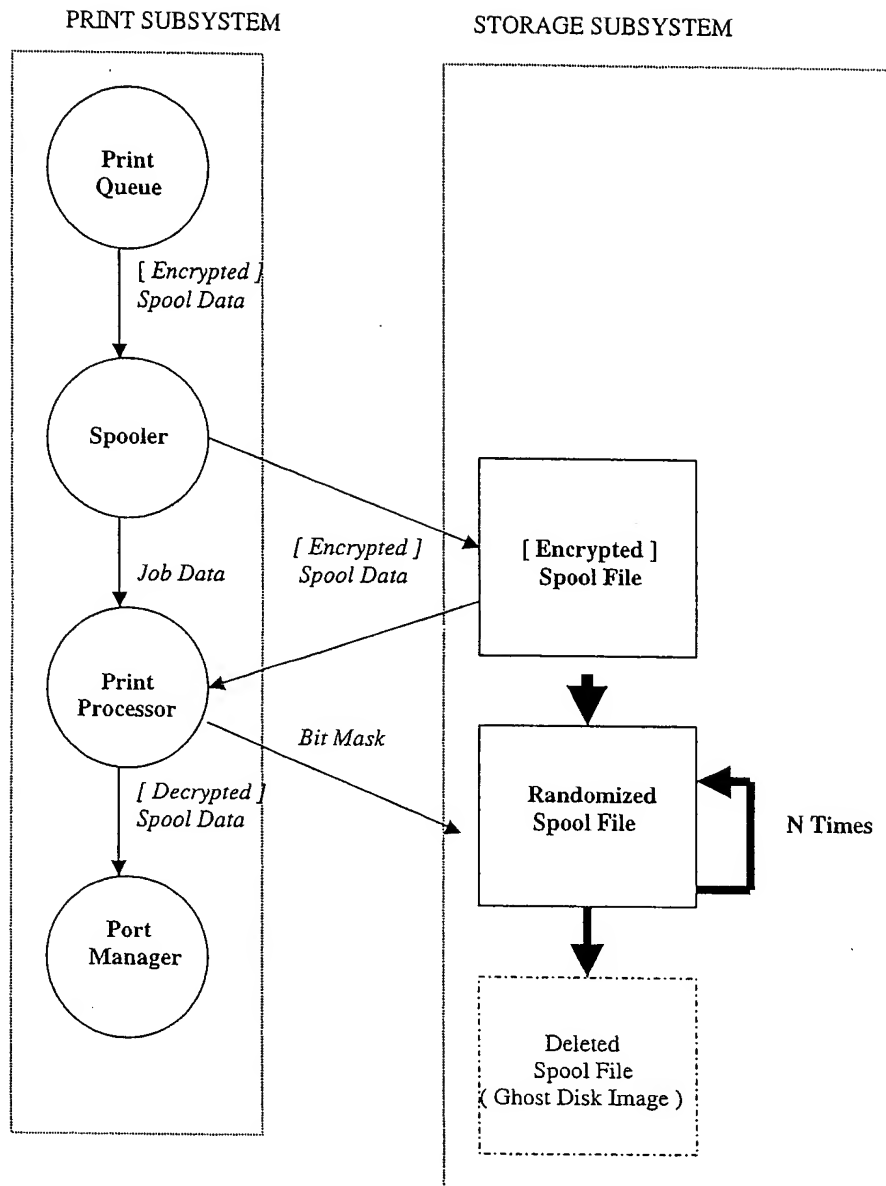 PRINT SUBSYSTEM
STORAGE SUBSYSTEM
Print
Queue
[ Encrypted ]
Spool Data
Spooler
[ Encrypted ]
Spool Data
[ Encrypted ]
Spool File
Job Data
Print
Processor
Bit Mask
Randomized
Spool File
N Times
[ Decrypted ]
Spool Data
Port
Manager
Deleted
Spool File
( Ghost Disk Image )